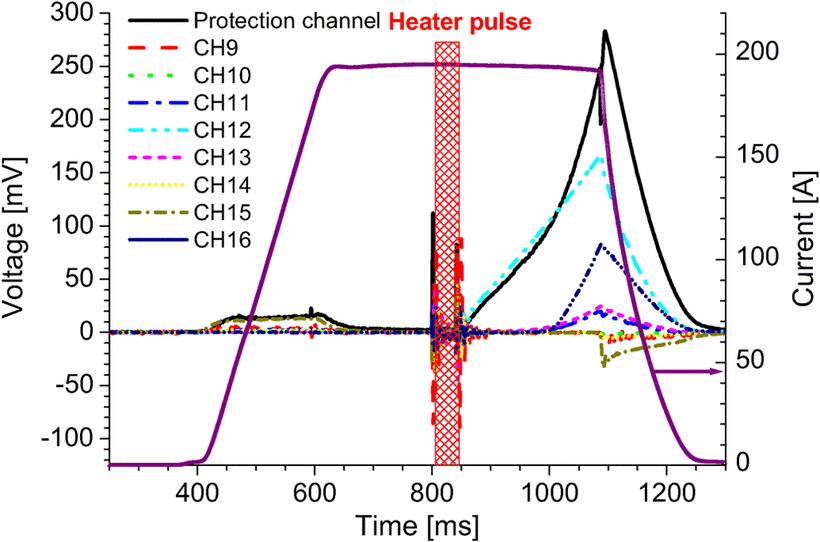 300
250
200
150
100
50
0
-50
-100
Voltage [mV]
Protection channel
CH9
CH10
CH11
CH12
CH13
CH14
CH15
CH16
Heater pulse
200
150
100
50
0
Current [A]
400 600 800 1000 1200
Time [ms]